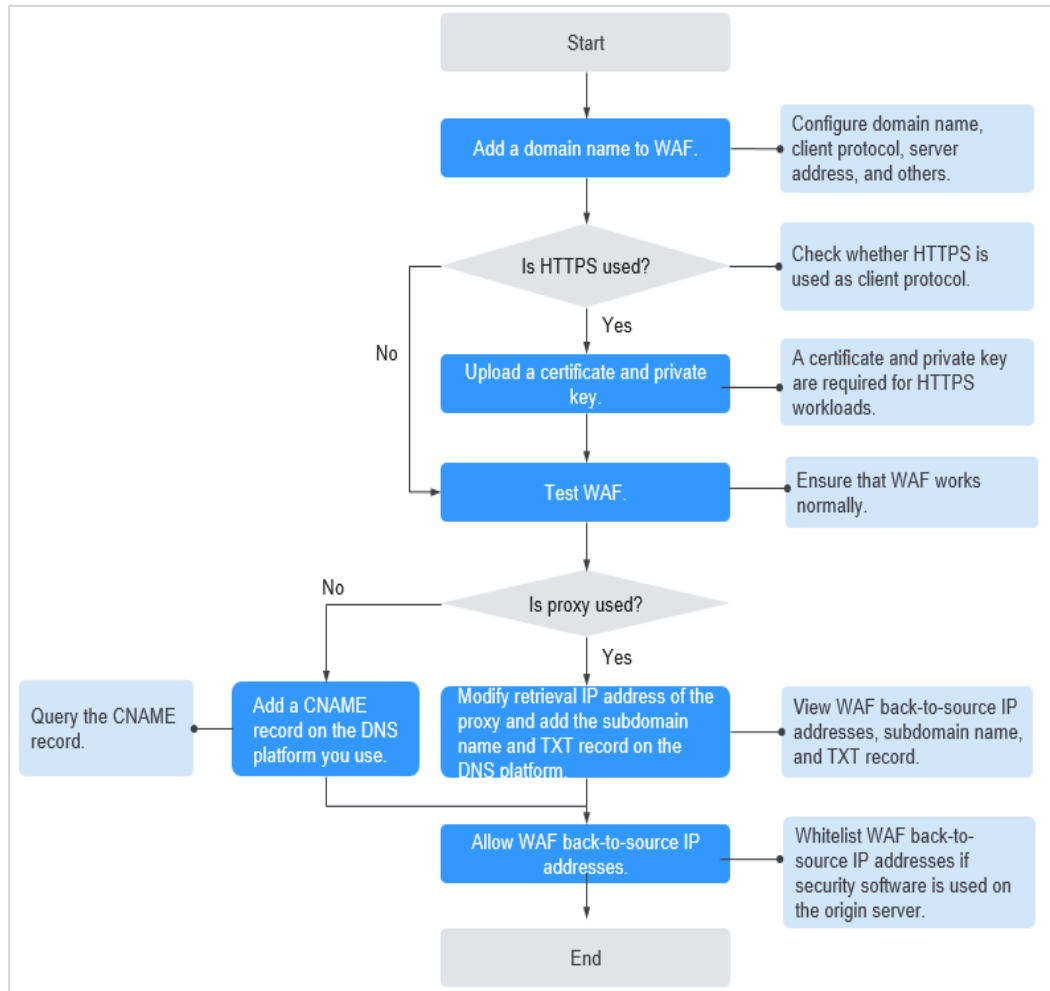 Start
Add a domain name to WAF.
Configure domain name,
client protocol, server
address, and others.
Is HTTPS used?
Check whether HTTPS is
used as client protocol.
Yes
No
Upload a certificate and private
key.
A certificate and private key
are required for HTTPS
workloads.
Test WAF.
Ensure that WAF works
normally.
No
Is proxy used?
Yes
Query the CNAME
record.
Add a CNAME
record on the DNS
platform you use.
Modify retrieval IP address of the
proxy and add the subdomain
name and TXT record on the
DNS platform.
View WAF back-to-source IP
addresses, subdomain name,
and TXT record.
Allow WAF back-to-source IP
addresses.
Whitelist WAF back-to-
source IP addresses if
security software is used on
the origin server.
End